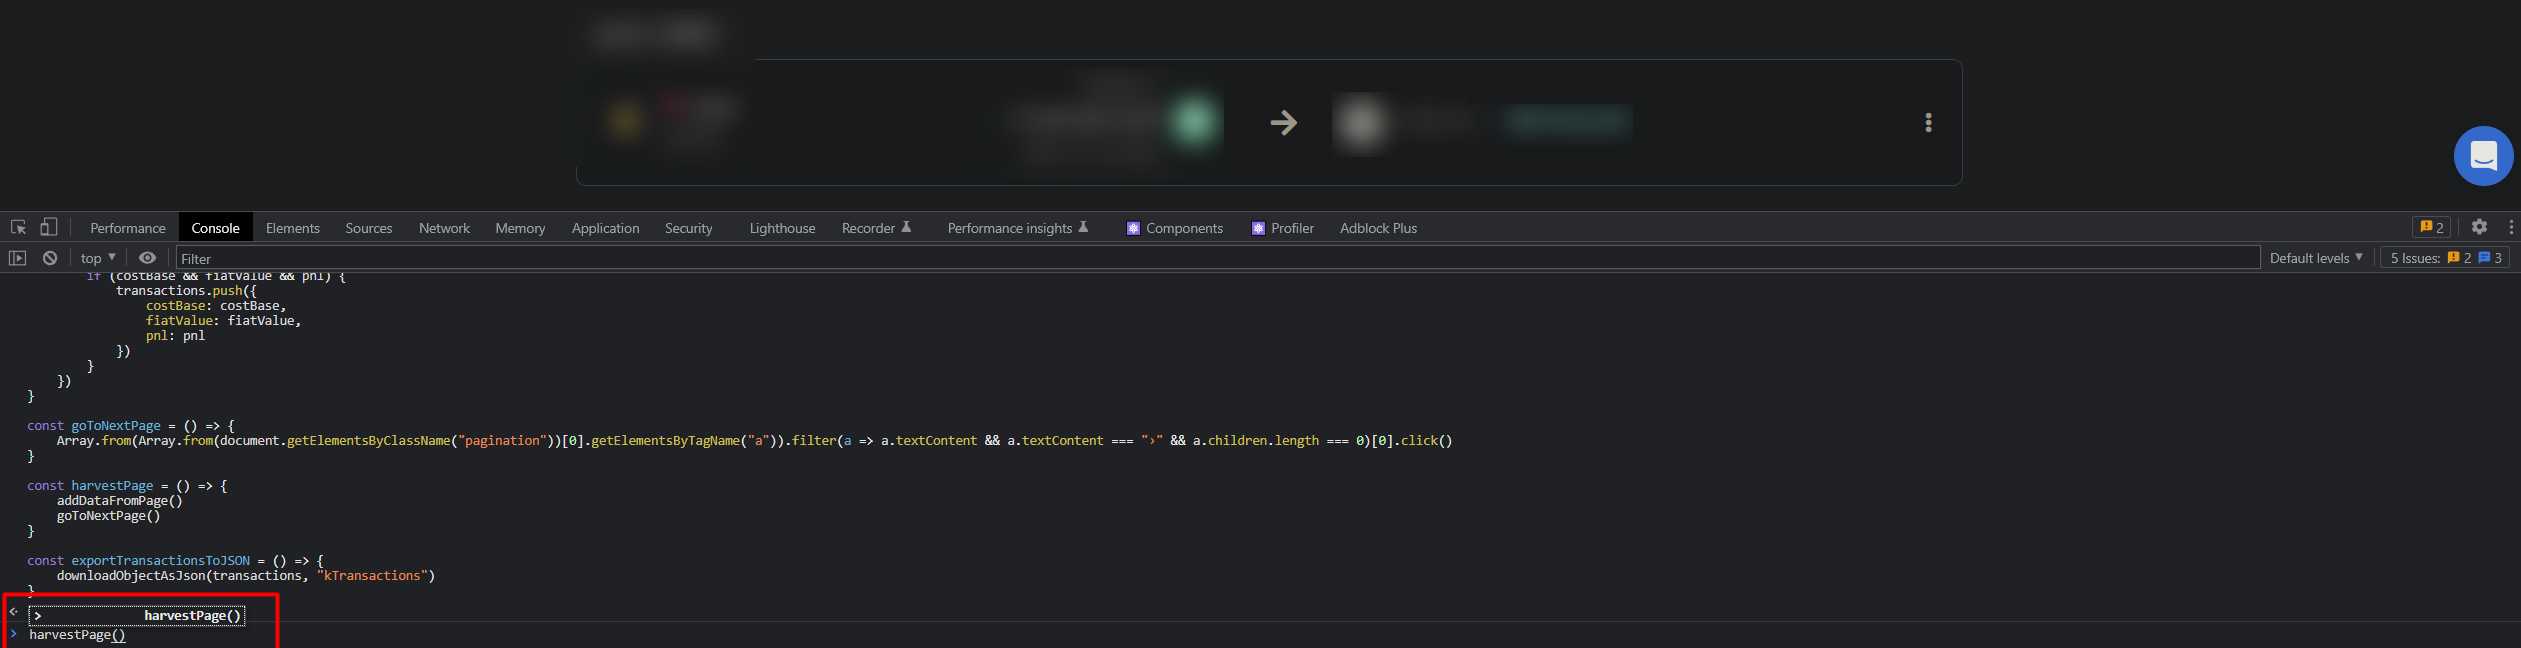 Performance Console Elements Sources Network Memory Application Security Lighthouse Recorder Performance insights Components Profiler Adblock Plus 2
top Filter Default levels 5 Issues: 2 3
if (costBase && fiatValue && pnl) {
transactions.push({
costBase: costBase,
fiatValue: fiatValue,
pnl: pnl
})
}
})
}
const goToNextPage = () => {
Array.from(Array.from(document.getElementsByClassName("pagination"))[0].getElementsByTagName("a")).filter(a => a.textContent && a.textContent === "›" && a.children.length === 0)[0].click()
}
const harvestPage = () => {
addDataFromPage()
goToNextPage()
}
const exportTransactionsToJSON = () => {
downloadObjectAsJson(transactions, "kTransactions")
}
> harvestPage()
> harvestPage()